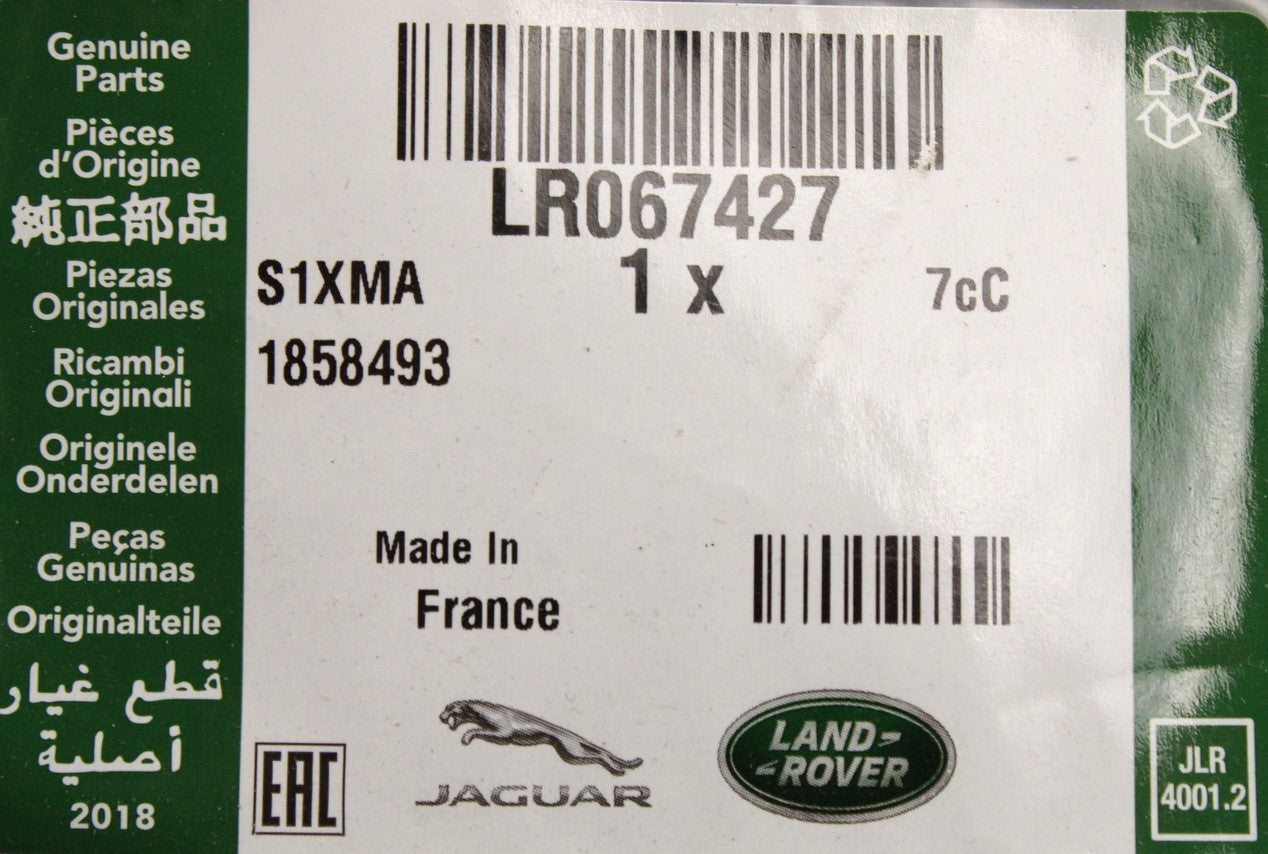 Genuine
Parts
Pièces
d'Origine
純正部品
Piezas
Originales
Ricambi
Originali
Originele
Onderdelen
Peças
Genuinas
Originalteile
قطع غيار
أصلية
2018
LR067427
S1XMA
1 x
7cC
1858493
Made In
France
EAC
JAGUAR
LAND-
-ROVER
JLR
4001.2